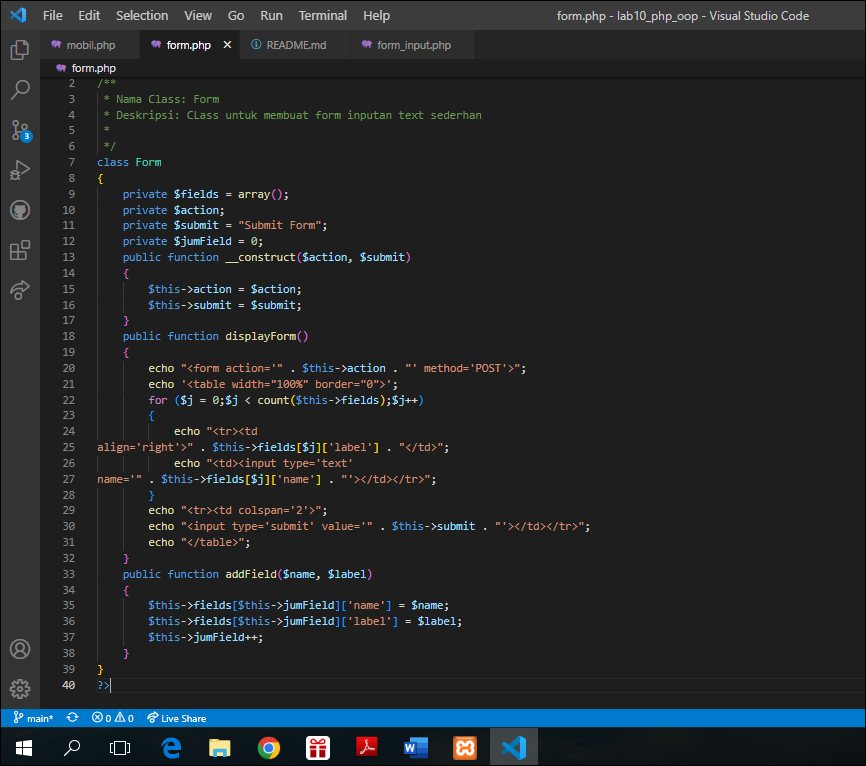 File Edit Selection View Go Run Terminal Help form.php - lab10_php_oop - Visual Studio Code
mobil.php form.php × README.md form_input.php
form.php
2 /**
3 * Nama Class: Form
4 * Deskripsi: CLass untuk membuat form inputan text sederhan
5 *
6 */
7 class Form
8 {
9 private $fields = array();
10 private $action;
11 private $submit = "Submit Form";
12 private $jumField = 0;
13 public function __construct($action, $submit)
14 {
15 $this->action = $action;
16 $this->submit = $submit;
17 }
18 public function displayForm()
19 {
20 echo "<form action='" . $this->action . "' method='POST'>";
21 echo '<table width="100%" border="0">';
22 for ($j = 0;$j < count($this->fields);$j++)
23 {
24 echo "<tr><td
25 align='right'>" . $this->fields[$j]['label'] . "</td>";
26 echo "<td><input type='text'
27 name='" . $this->fields[$j]['name'] . "'></td></tr>";
28 }
29 echo "<tr><td colspan='2'>";
30 echo "<input type='submit' value='" . $this->submit . "'></td></tr>";
31 echo "</table>";
32 }
33 public function addField($name, $label)
34 {
35 $this->fields[$this->jumField]['name'] = $name;
36 $this->fields[$this->jumField]['label'] = $label;
37 $this->jumField++;
38 }
39 }
40 ?>
3
main* 0 0 Live Share